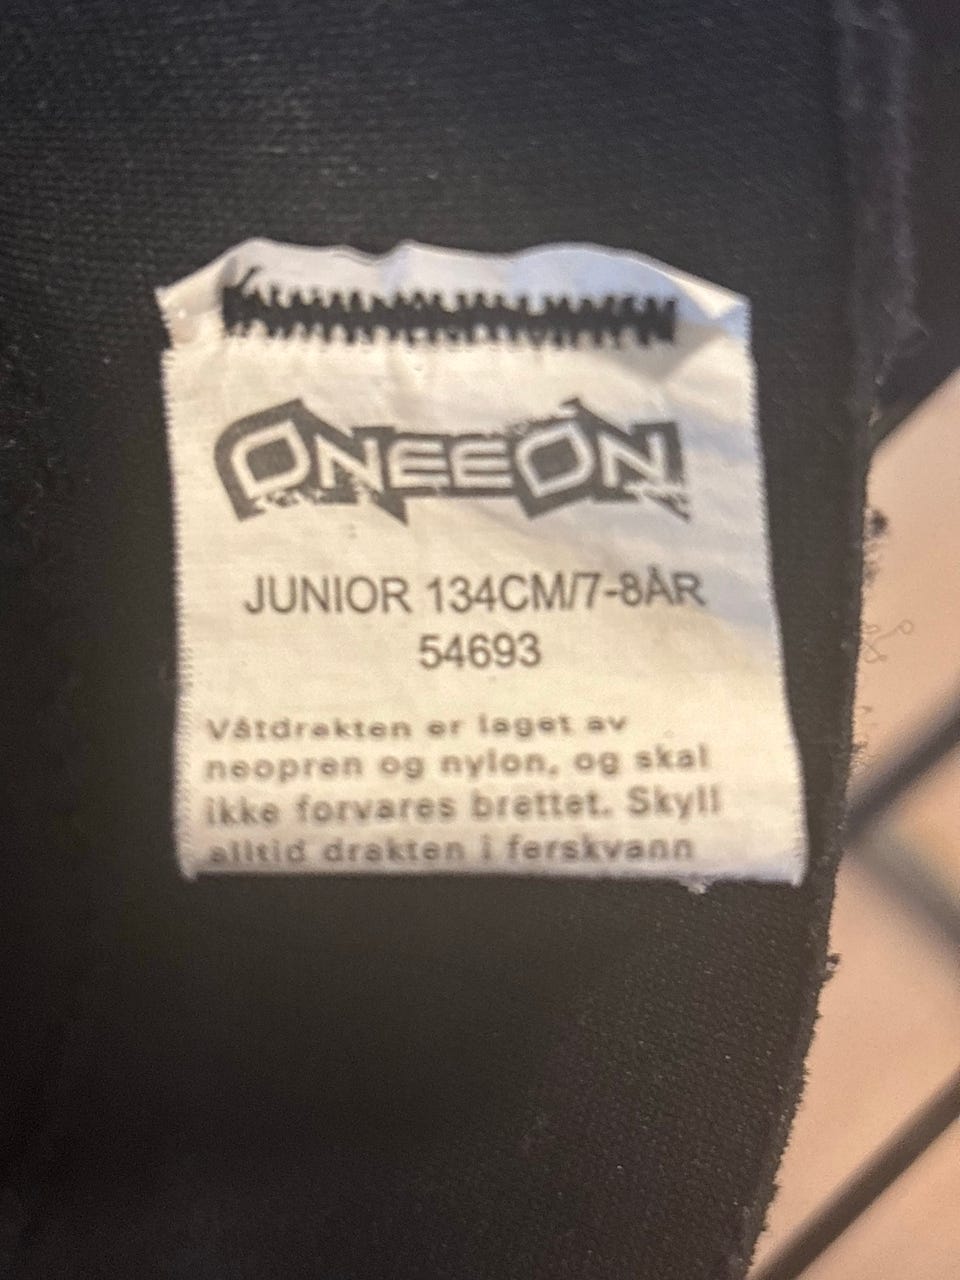 ONEEON
JUNIOR 134CM/7-8ÅR
54693
Våtdrakten er laget av
neopren og nylon, og skal
ikke forvares brettet. Skyll
alltid drakten i ferskvann